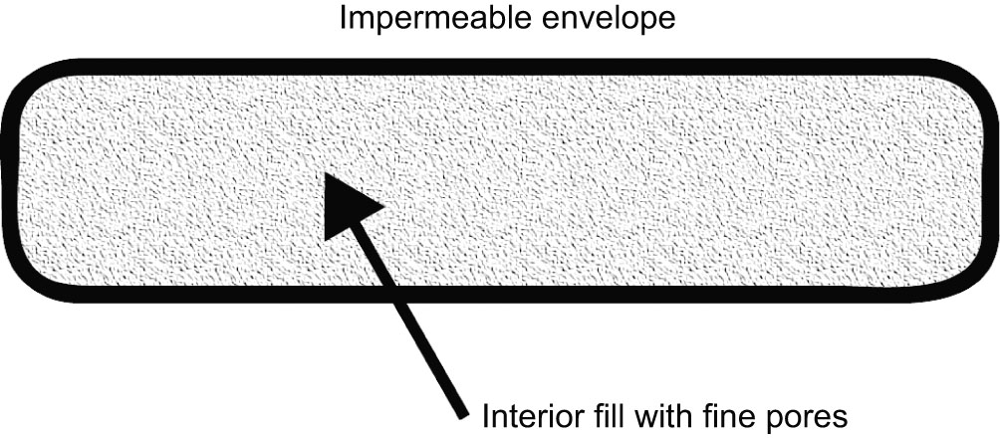 Impermeable envelope
Interior fill with fine pores